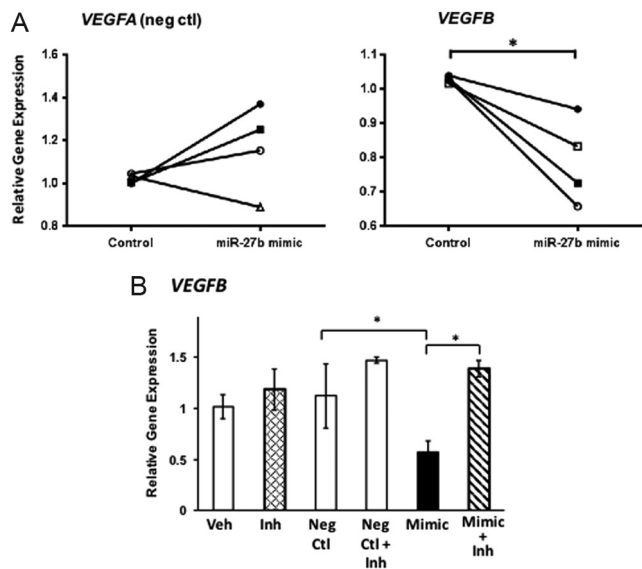 A
VEGFA (neg ctl)
VEGFB
*
Relative Gene Expression
1.6
1.4
1.2
1.0
0.8
Control
miR-27b mimic
1.1
1.0
0.9
0.8
0.7
0.6
Control
miR-27b mimic
B
VEGFB
*
*
Relative Gene Expression
1.5
1
0.5
0
Veh
Inh
Neg
Ctl
Neg
Ctl +
Inh
Mimic
Mimic
+
Inh